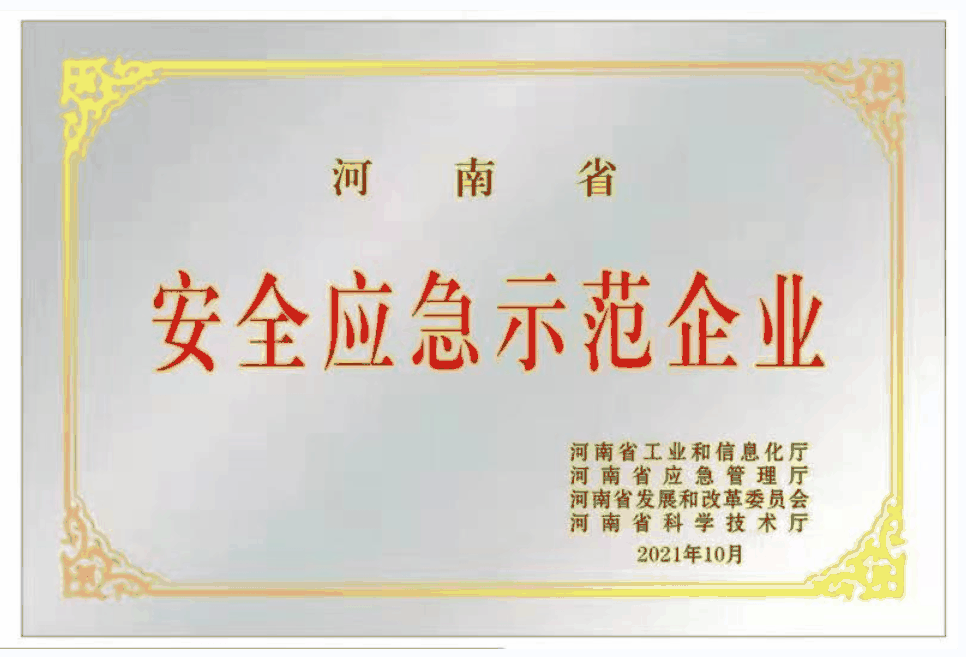 河南省
安全应急示范企业
河南省工业和信息化厅
河南省应急管理厅
河南省发展和改革委员会
河南省科学技术厅
2021年10月